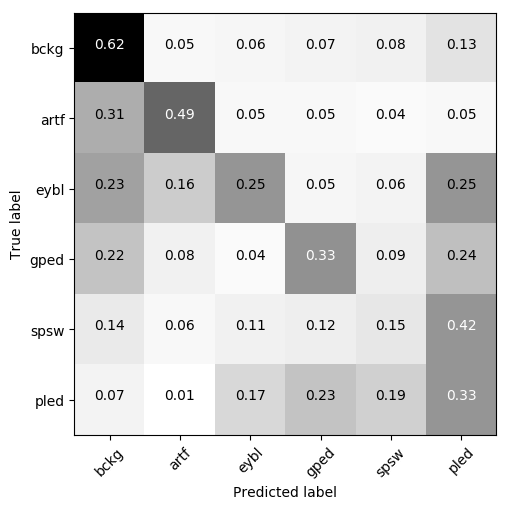 bckg 0.62 0.05 0.06 0.07 0.08 0.13
artf 0.31 0.49 0.05 0.05 0.04 0.05
eybl 0.23 0.16 0.25 0.05 0.06 0.25
gped 0.22 0.08 0.04 0.33 0.09 0.24
spsw 0.14 0.06 0.11 0.12 0.15 0.42
pled 0.07 0.01 0.17 0.23 0.19 0.33
bckg artf eybl gped spsw pled
True label
Predicted label